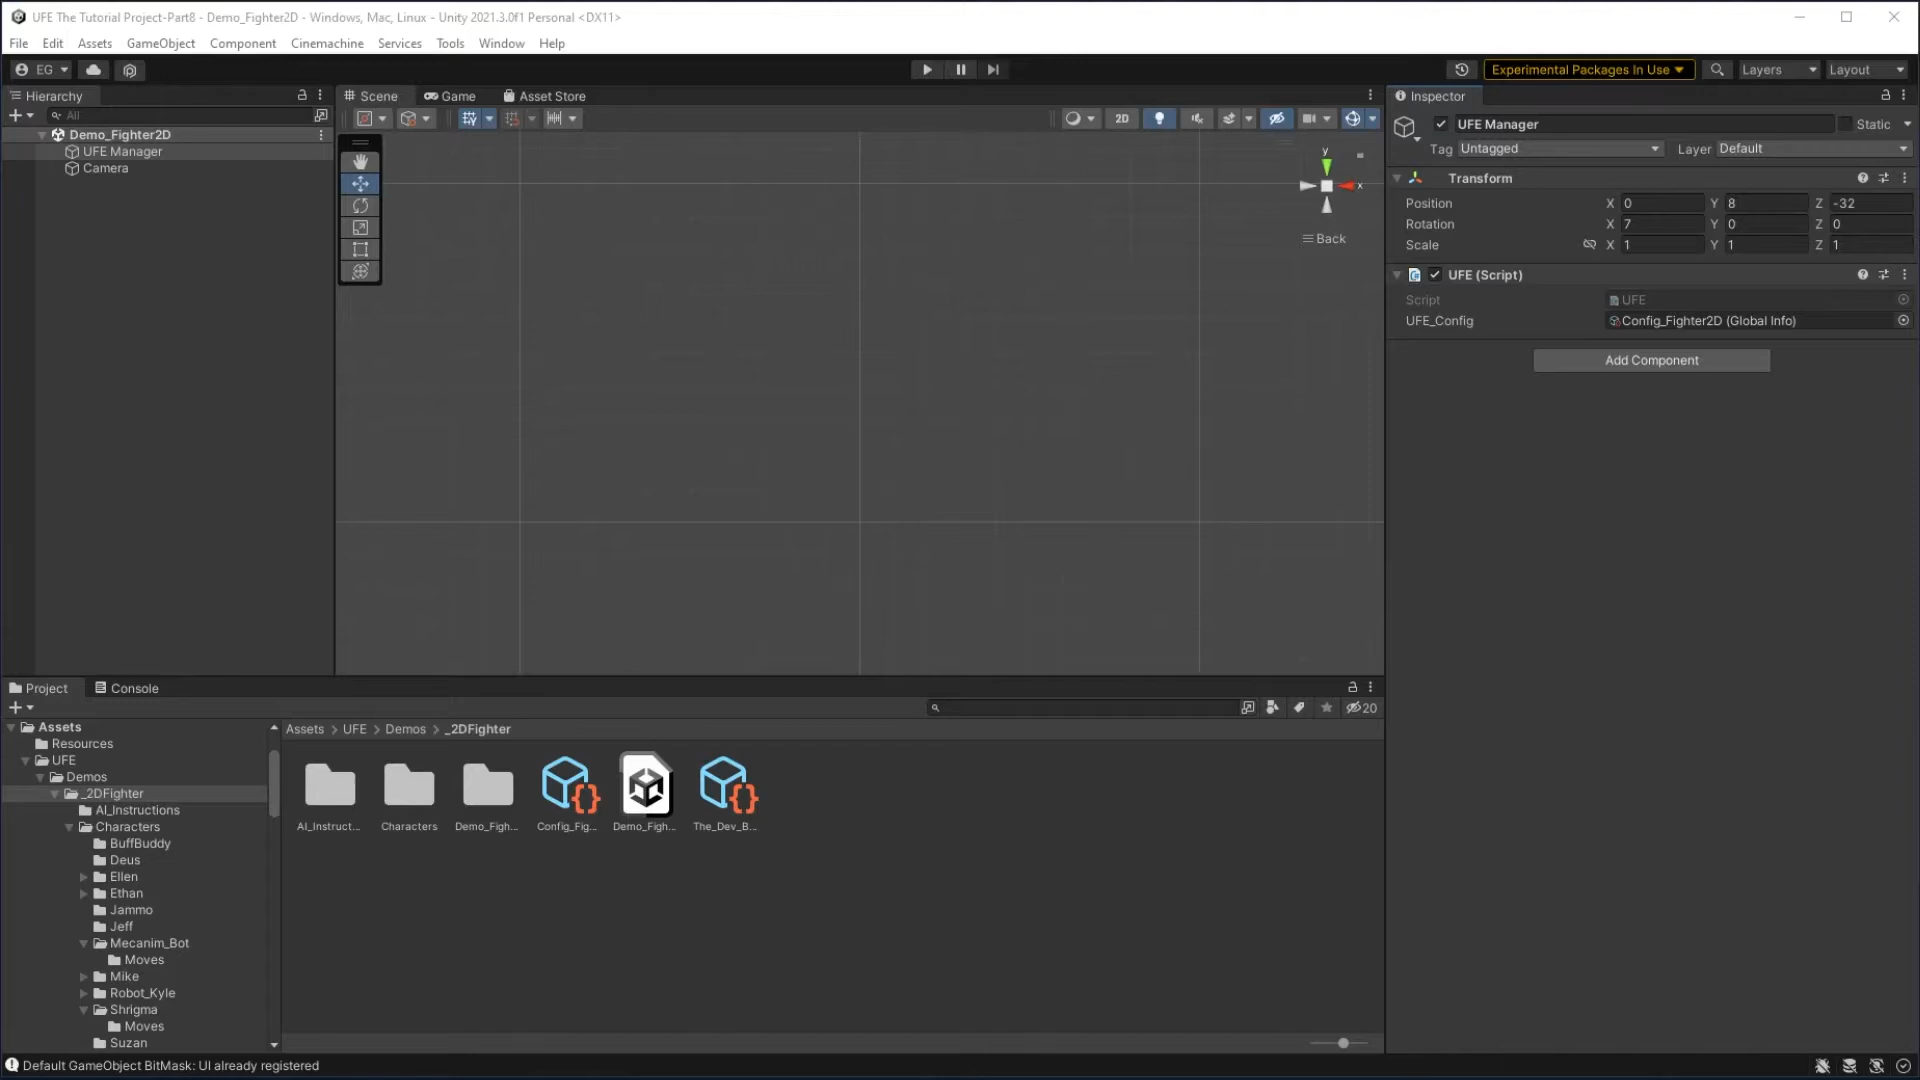 UFE The Tutorial Project-Part8 - Demo_Fighter2D - Windows, Mac, Linux - Unity 2021.3.0f1 Personal <DX11>
File Edit Assets GameObject Component Cinemachine Services Tools Window Help
EG Experimental Packages In Use Layers Layout
Hierarchy
All
Demo_Fighter2D
UFE Manager
Camera
Scene Game Asset Store
2D
y
x
Back
Inspector
UFE Manager Static
Tag Untagged Layer Default
Transform
Position X 0 Y 8 Z -32
Rotation X 7 Y 0 Z 0
Scale X 1 Y 1 Z 1
UFE (Script)
Script UFE
UFE_Config Config_Fighter2D (Global Info)
Add Component
Project Console
20
Assets
Resources
UFE
Demos
_2DFighter
AI_Instructions
Characters
BuffBuddy
Deus
Ellen
Ethan
Jammo
Jeff
Mecanim_Bot
Moves
Mike
Robot_Kyle
Shrigma
Moves
Suzan
Assets > UFE > Demos > _2DFighter
AI_Instruct... Characters Demo_Figh... Config_Fig... Demo_Figh... The_Dev_B...
Default GameObject BitMask: UI already registered